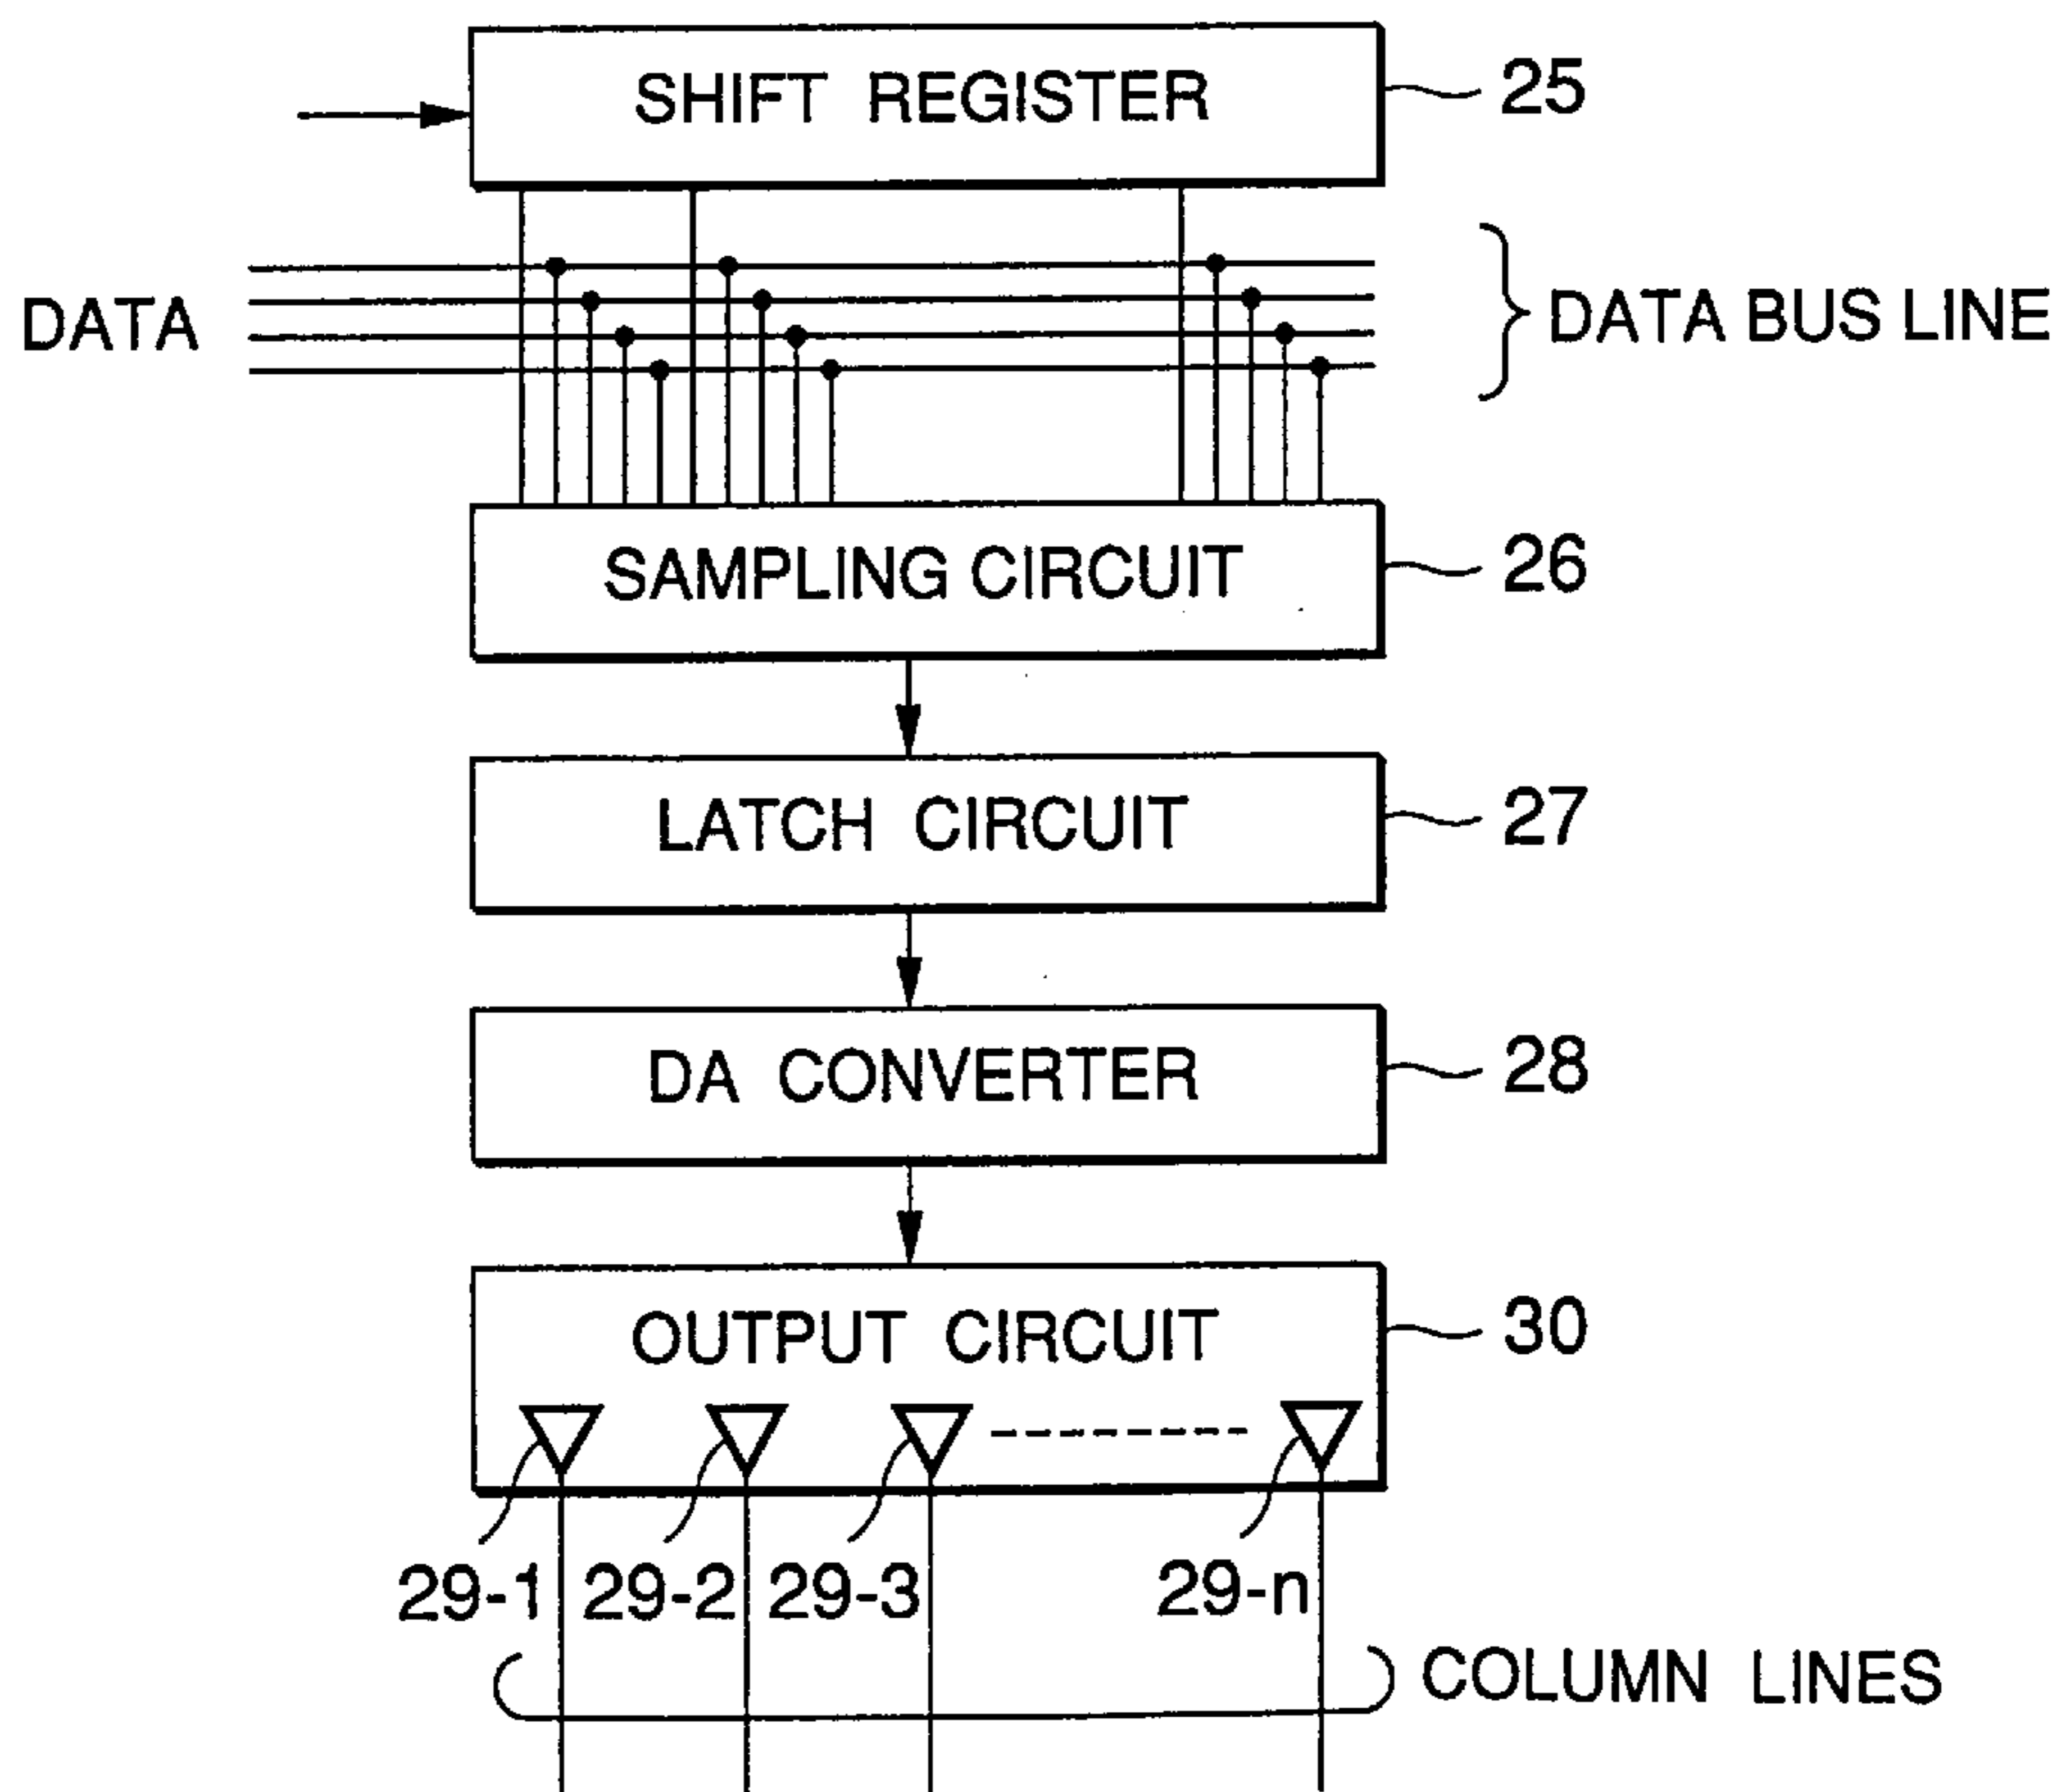 SHIFT REGISTER
25
DATA
DATA BUS LINE
SAMPLING CIRCUIT
26
LATCH CIRCUIT
27
DA CONVERTER
28
OUTPUT CIRCUIT
30
29-1 29-2 29-3 29-n
COLUMN LINES